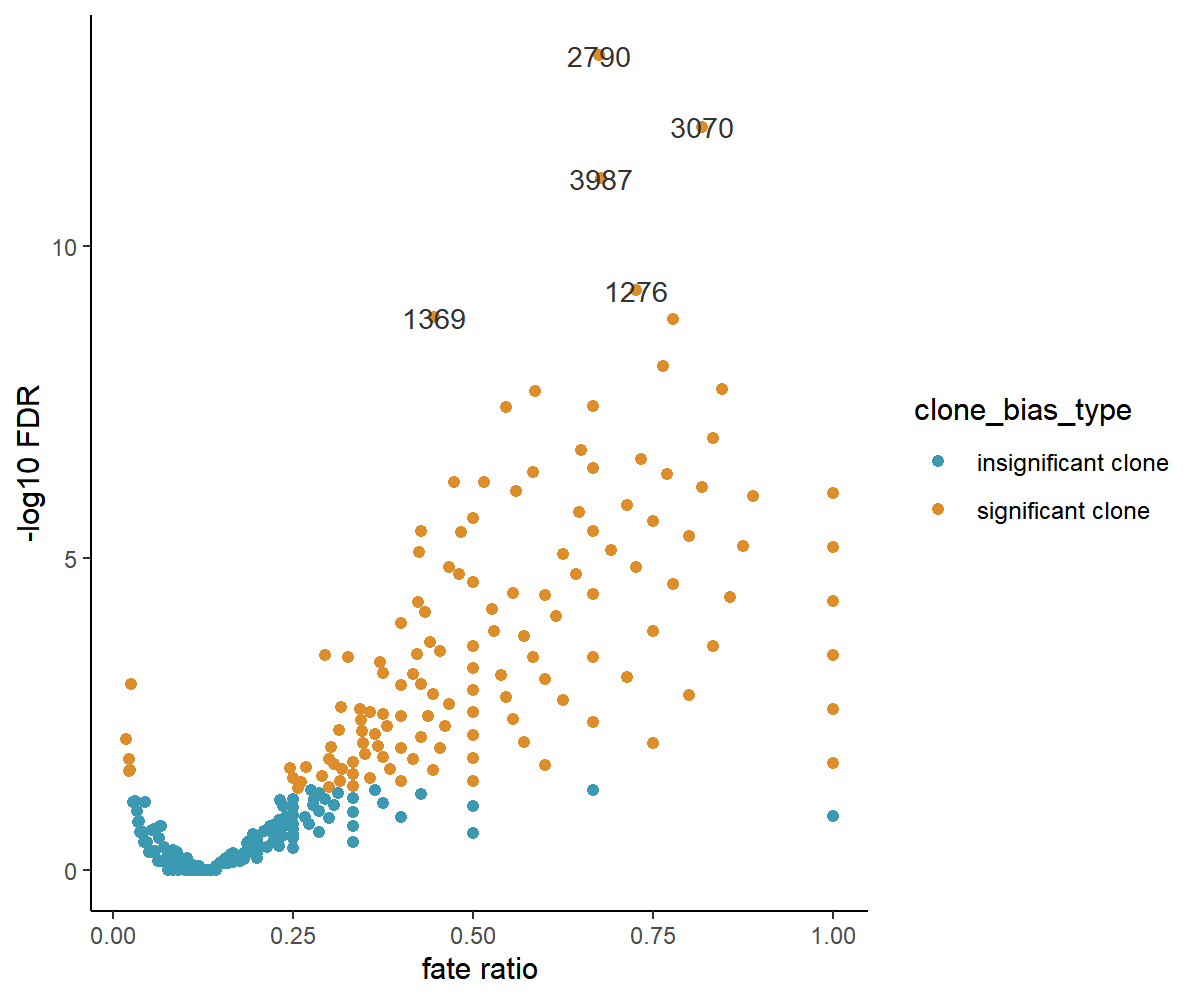 2790
3070
3987
10
1276
1369
-log10 FDR
clone_bias_type
insignificant clone
significant clone
5
0
0.00 0.25 0.50 0.75 1.00
fate ratio